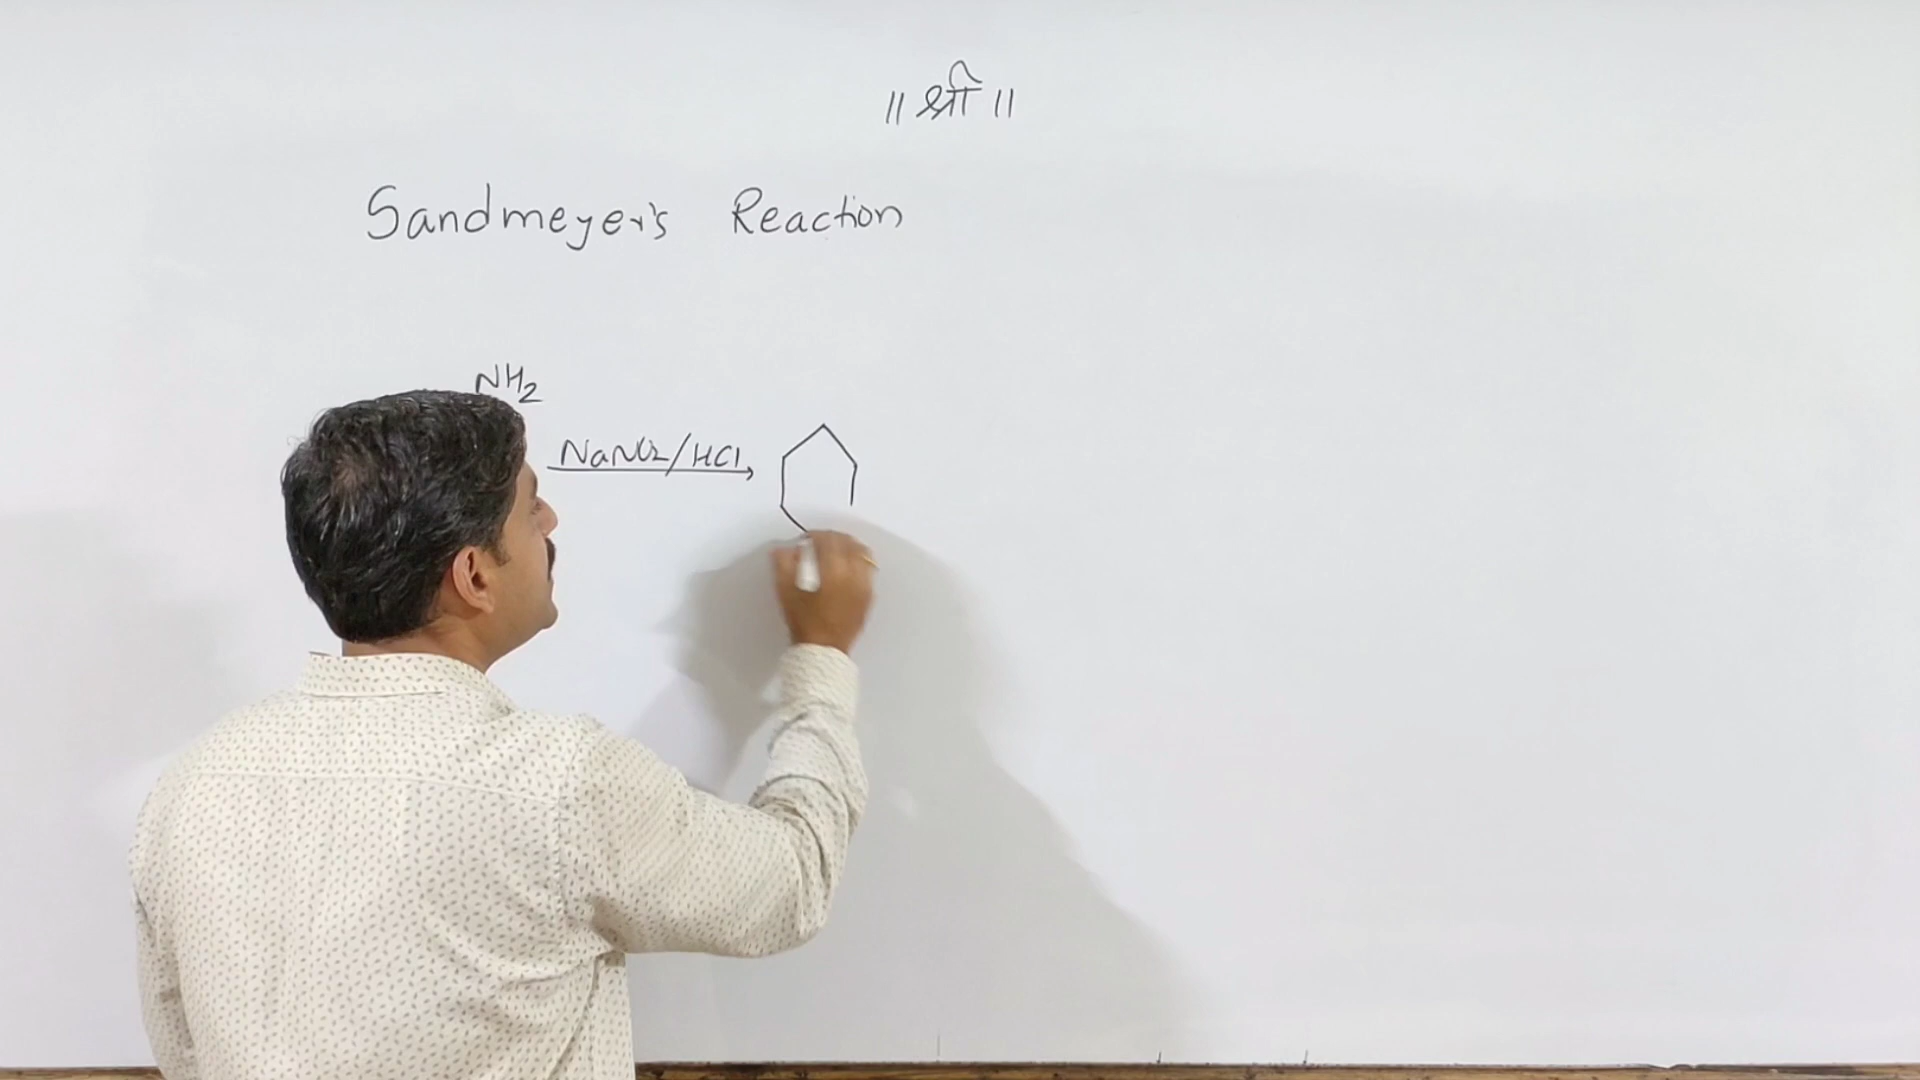 ॥ श्री ॥
Sandmeyer's Reaction
NH2
NaNO2/HCl